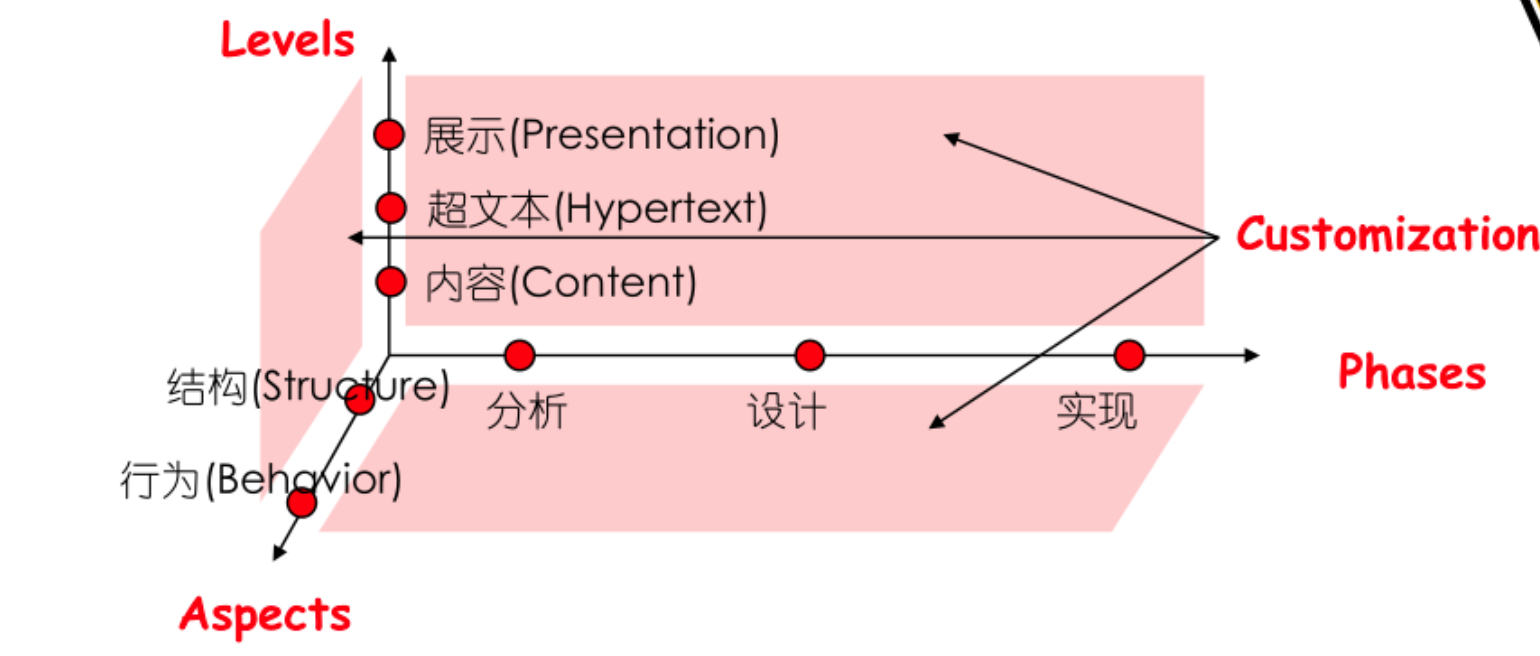 Levels
展示(Presentation)
超文本(Hypertext)
Customization
内容(Content)
Phases
结构(Structure)
分析
设计
实现
行为(Behavior)
Aspects